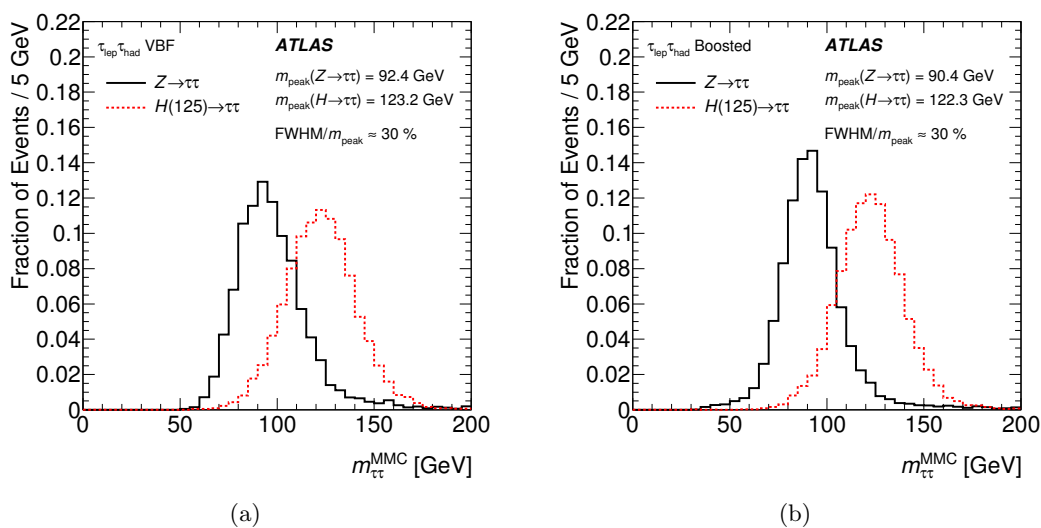 τlepτhad VBF
ATLAS
Z→ττ
H(125)→ττ
mpeak(Z→ττ) = 92.4 GeV
mpeak(H→ττ) = 123.2 GeV
FWHM/mpeak ≈ 30 %
Fraction of Events / 5 GeV
0.22
0.2
0.18
0.16
0.14
0.12
0.1
0.08
0.06
0.04
0.02
0
0 50 100 150 200
mττMMC [GeV]
(a)
τlepτhad Boosted
ATLAS
Z→ττ
H(125)→ττ
mpeak(Z→ττ) = 90.4 GeV
mpeak(H→ττ) = 122.3 GeV
FWHM/mpeak ≈ 30 %
Fraction of Events / 5 GeV
0.22
0.2
0.18
0.16
0.14
0.12
0.1
0.08
0.06
0.04
0.02
0
0 50 100 150 200
mττMMC [GeV]
(b)